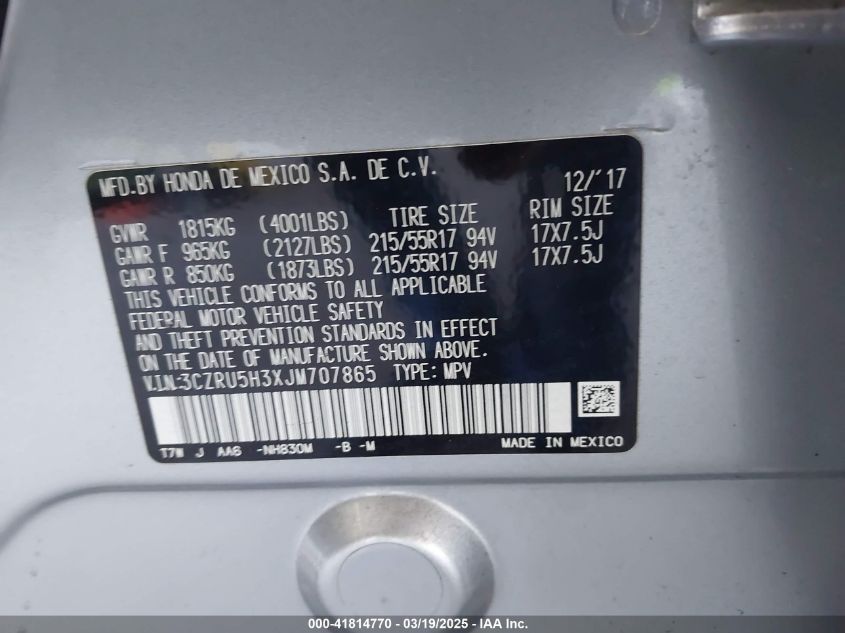 MFD.BY HONDA DE MEXICO S.A. DE C.V. 12/'17
GVWR 1815KG (4001LBS) TIRE SIZE RIM SIZE
GAWR F 965KG (2127LBS) 215/55R17 94V 17X7.5J
GAWR R 850KG (1873LBS) 215/55R17 94V 17X7.5J
THIS VEHICLE CONFORMS TO ALL APPLICABLE
FEDERAL MOTOR VEHICLE SAFETY
AND THEFT PREVENTION STANDARDS IN EFFECT
ON THE DATE OF MANUFACTURE SHOWN ABOVE.
V.I.N.:3CZRU5H3XJM707865 TYPE: MPV
T7W J AA6 -NH830M -B -M MADE IN MEXICO
000-41814770 - 03/19/2025 - IAA Inc.